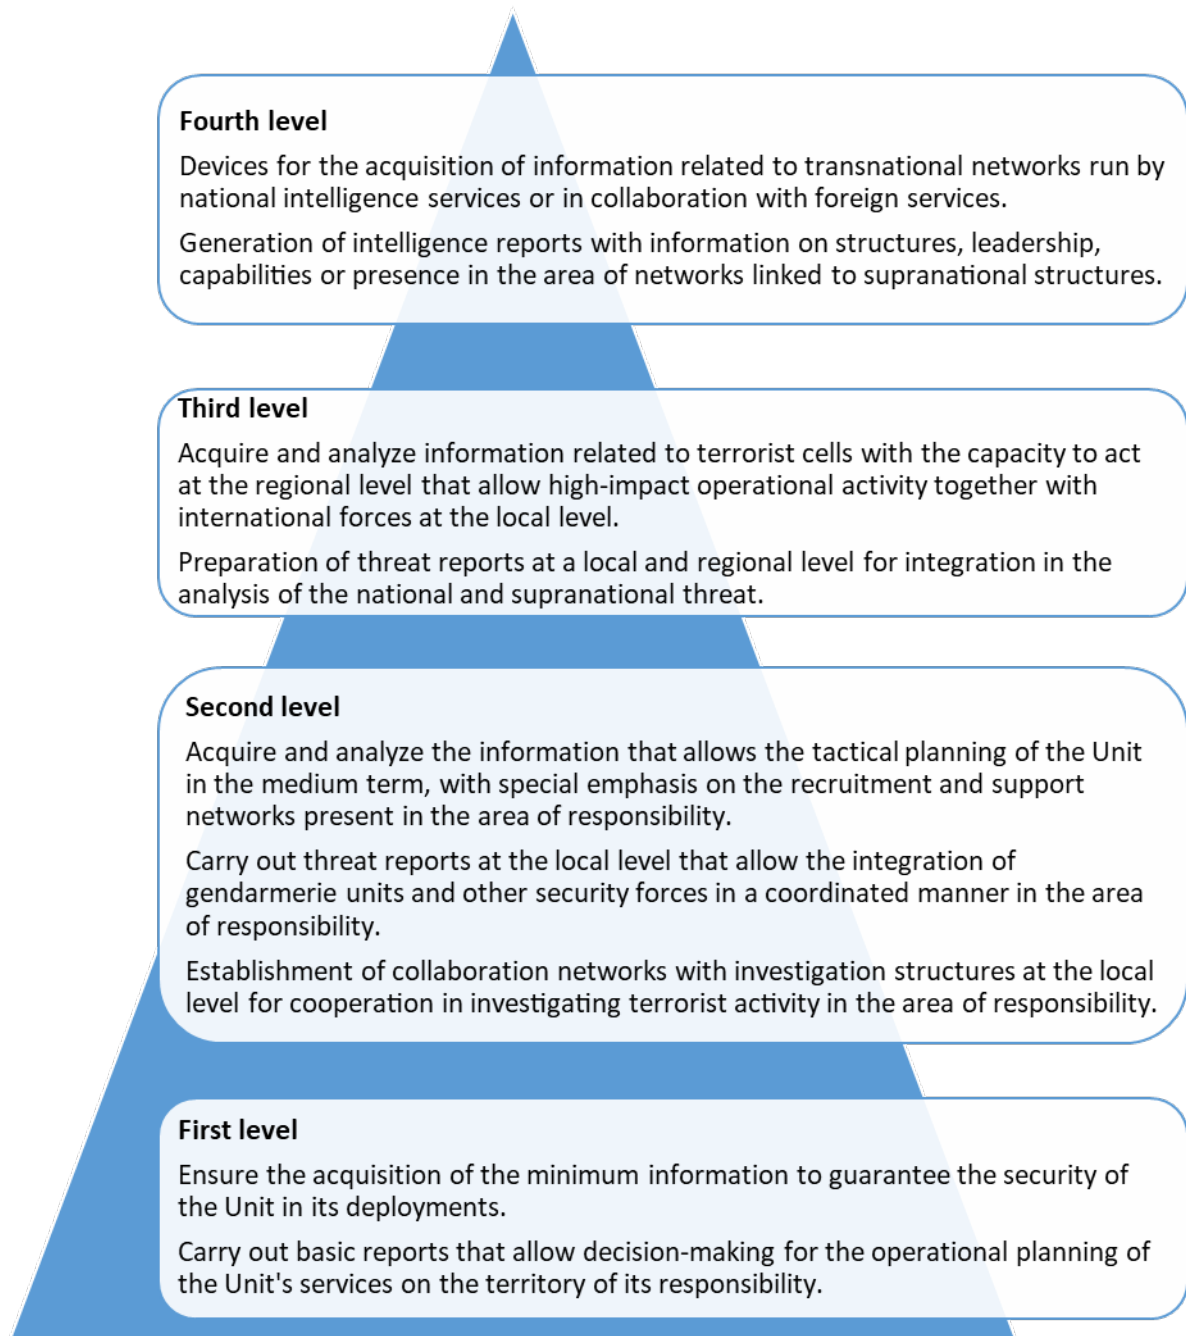 Fourth level
Devices for the acquisition of information related to transnational networks run by
national intelligence services or in collaboration with foreign services.
Generation of intelligence reports with information on structures, leadership,
capabilities or presence in the area of networks linked to supranational structures.
Third level
Acquire and analyze information related to terrorist cells with the capacity to act
at the regional level that allow high-impact operational activity together with
international forces at the local level.
Preparation of threat reports at a local and regional level for integration in the
analysis of the national and supranational threat.
Second level
Acquire and analyze the information that allows the tactical planning of the Unit
in the medium term, with special emphasis on the recruitment and support
networks present in the area of responsibility.
Carry out threat reports at the local level that allow the integration of
gendarmerie units and other security forces in a coordinated manner in the area
of responsibility.
Establishment of collaboration networks with investigation structures at the local
level for cooperation in investigating terrorist activity in the area of responsibility.
First level
Ensure the acquisition of the minimum information to guarantee the security of
the Unit in its deployments.
Carry out basic reports that allow decision-making for the operational planning of
the Unit's services on the territory of its responsibility.